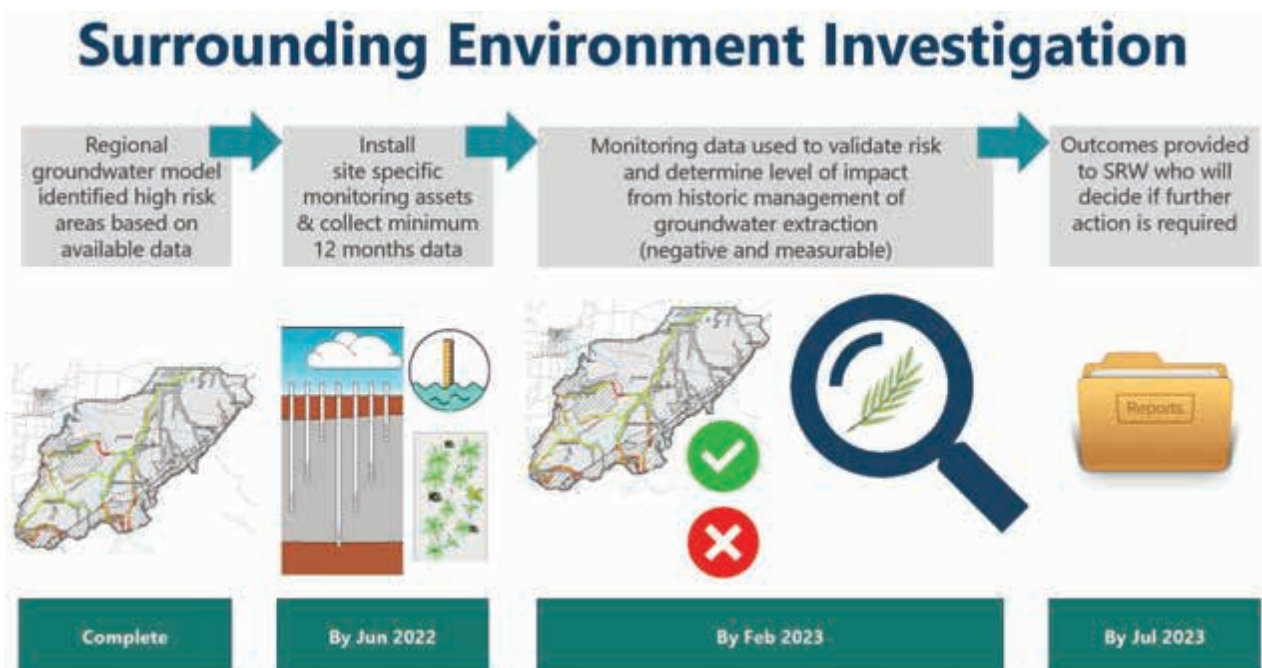 Surrounding Environment Investigation
Regional
groundwater model
identified high risk
areas based on
available data
Install
site specific
monitoring assets
& collect minimum
12 months data
Monitoring data used to validate risk
and determine level of impact
from historic management of
groundwater extraction
(negative and measurable)
Outcomes provided
to SRW who will
decide if further
action is required
Reports
Complete
By Jun 2022
By Feb 2023
By Jul 2023